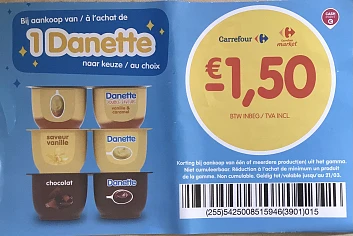 Bij aankoop van / à l'achat de
1 Danette
naar keuze / au choix
Danette
vanille &
caramel
saveur
vanille
Danette
chocolat
Danette
Carrefour
Carrefour
market
€-1,50
BTW INBEG / TVA INCL.
Korting bij aankoop van één of meerdere product(en) uit het gamma.
Niet cumuleerbaar. Réduction à l'achat de minimum un produit
de la gamme. Non cumulable. Geldig tot/valable jusqu'au 31/03.
(255)5425008515946(3901)015